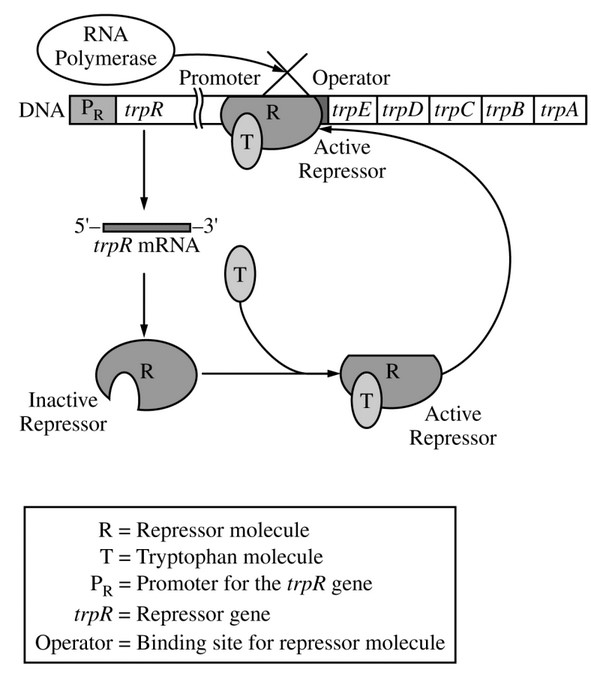 RNA
Polymerase
Promoter
Operator
DNA
P_R
trpR
R
trpE
trpD
trpC
trpB
trpA
T
Active
Repressor
5'– –3'
trpR mRNA
T
R
Inactive
Repressor
R
T
Active
Repressor
R = Repressor molecule
T = Tryptophan molecule
P_R = Promoter for the trpR gene
trpR = Repressor gene
Operator = Binding site for repressor molecule